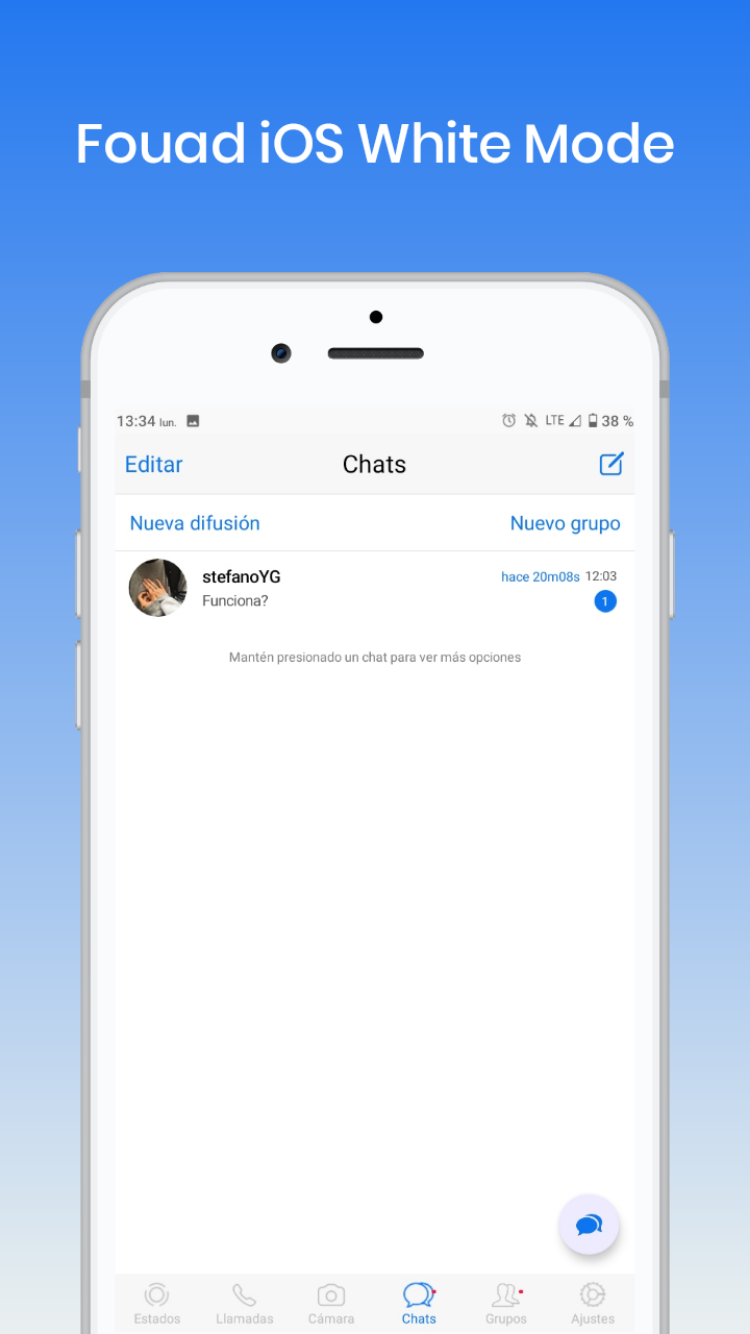 Fouad iOS White Mode
13:34 lun. LTE 38 %
Editar Chats
Nueva difusión Nuevo grupo
stefanoYG hace 20m08s 12:03
Funciona? 1
Mantén presionado un chat para ver más opciones
Estados Llamadas Cámara Chats Grupos Ajustes